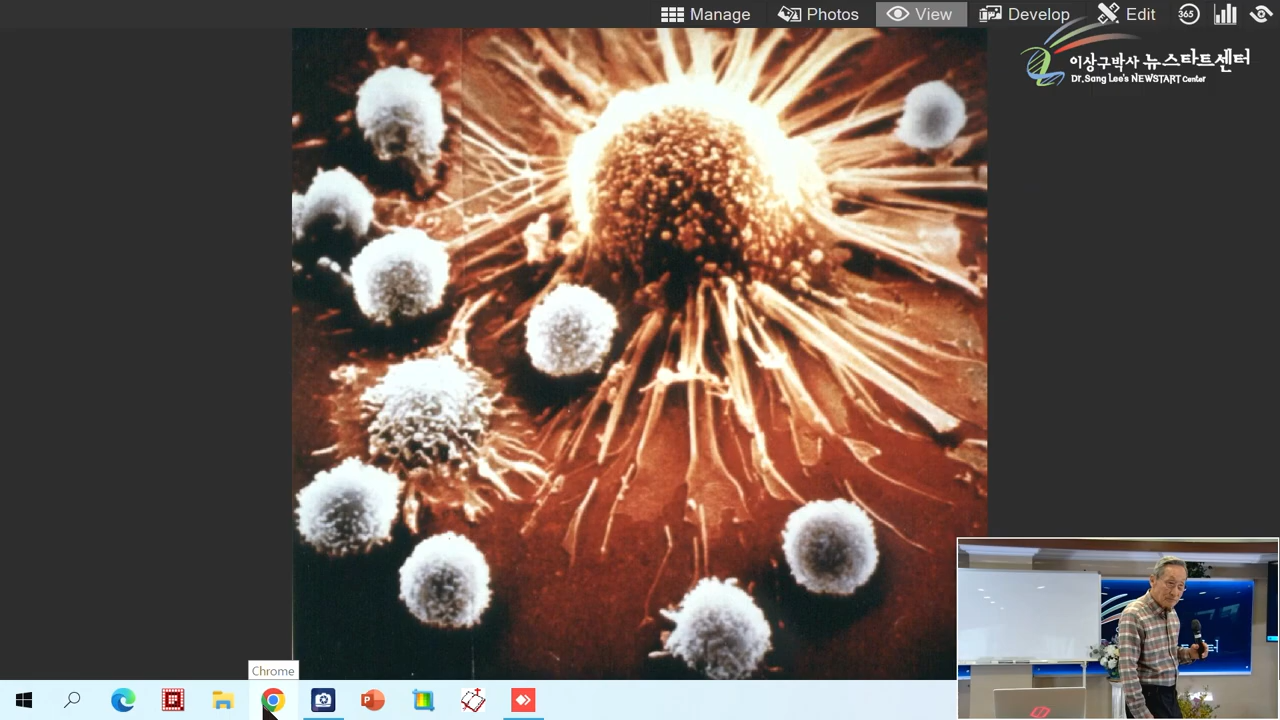 Manage
Photos
View
Develop
365
Edit
이상구박사 뉴스타트센터
Dr.Sang Lee's NEWSTART Center
Chrome